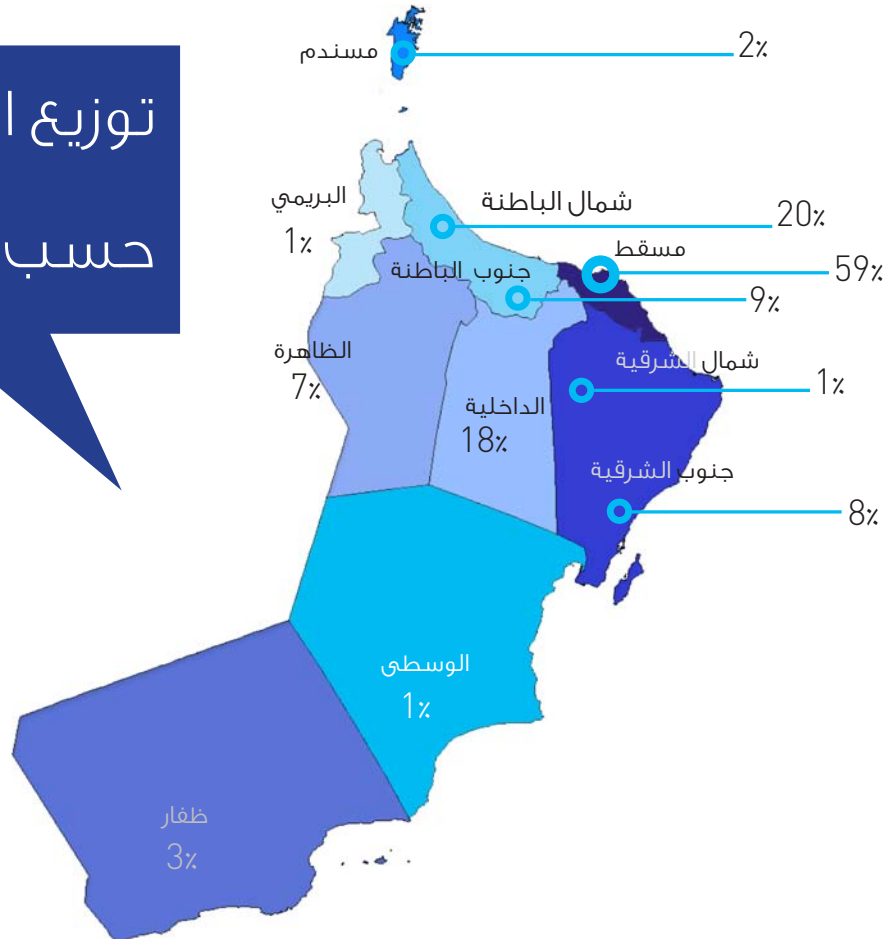 توزيع ا
حسب
مسندم
2%
البريمي
1%
شمال الباطنة
20%
مسقط
59%
جنوب الباطنة
9%
الظاهرة
7%
الداخلية
18%
شمال الشرقية
1%
جنوب الشرقية
8%
الوسطى
1%
ظفار
3%